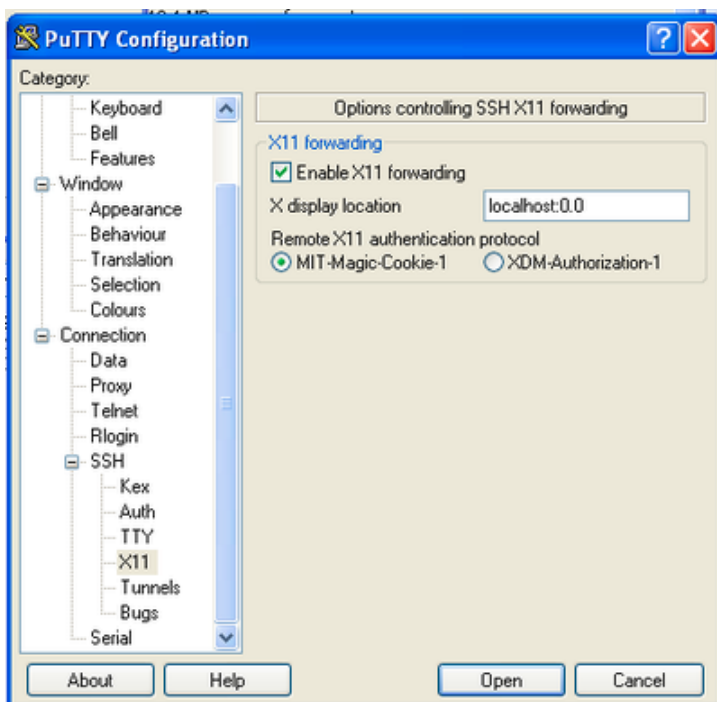 PuTTY Configuration
Category:
Keyboard
Bell
Features
Window
Appearance
Behaviour
Translation
Selection
Colours
Connection
Data
Proxy
Telnet
Rlogin
SSH
Kex
Auth
TTY
X11
Tunnels
Bugs
Serial
Options controlling SSH X11 forwarding
X11 forwarding
Enable X11 forwarding
X display location localhost:0.0
Remote X11 authentication protocol
MIT-Magic-Cookie-1 XDM-Authorization-1
About Help Open Cancel